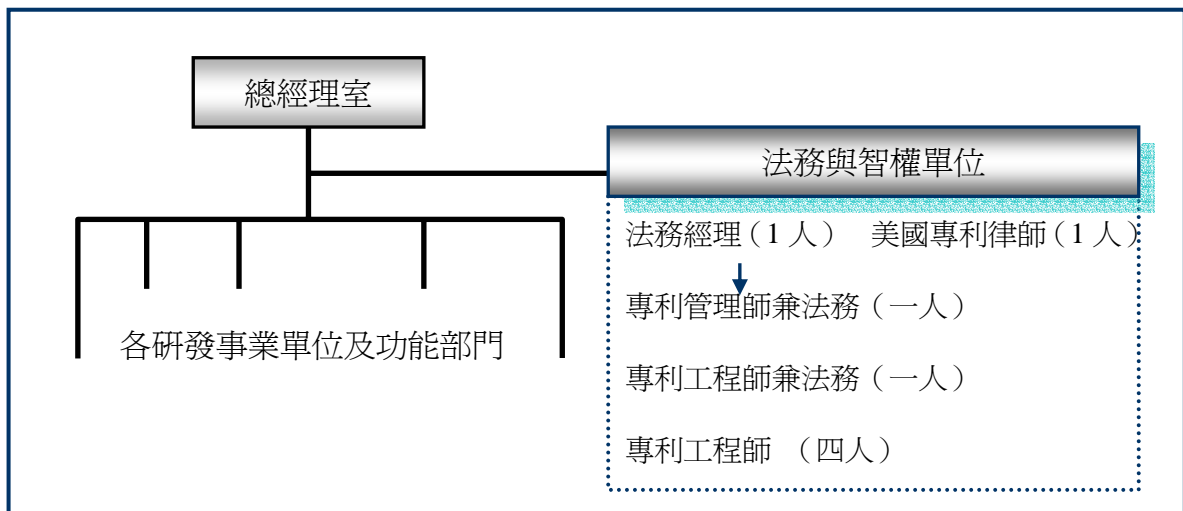 總經理室
法務與智權單位
法務經理（1 人） 美國專利律師（1 人）
專利管理師兼法務（一人）
各研發事業單位及功能部門
專利工程師兼法務（一人）
專利工程師 （四人）